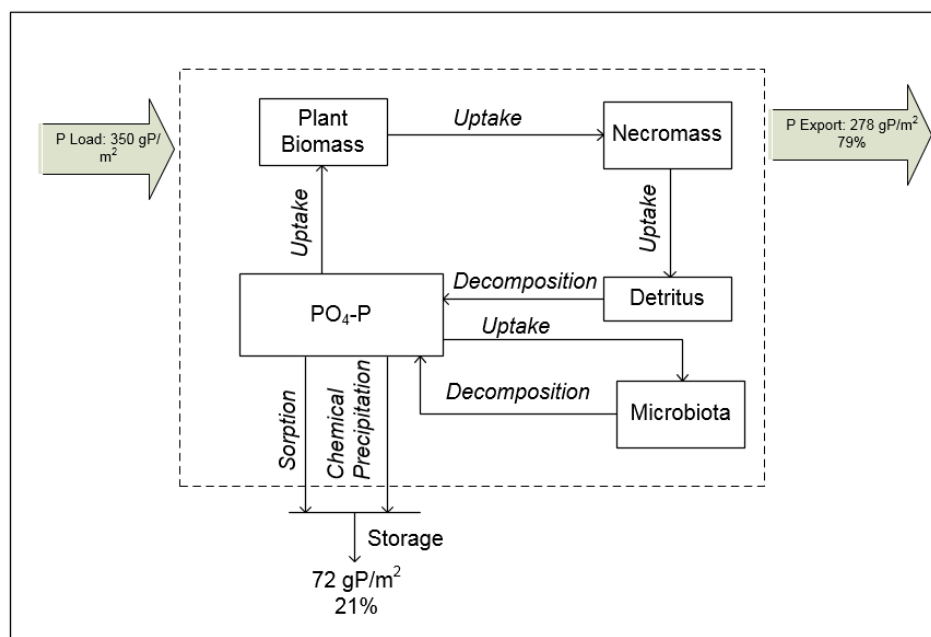 P Load: 350 gP/
m²
Plant
Biomass
Uptake
Necromass
P Export: 278 gP/m²
79%
Uptake
Uptake
PO₄-P
Decomposition
Detritus
Uptake
Decomposition
Microbiota
Sorption
Chemical
Precipitation
Storage
72 gP/m²
21%